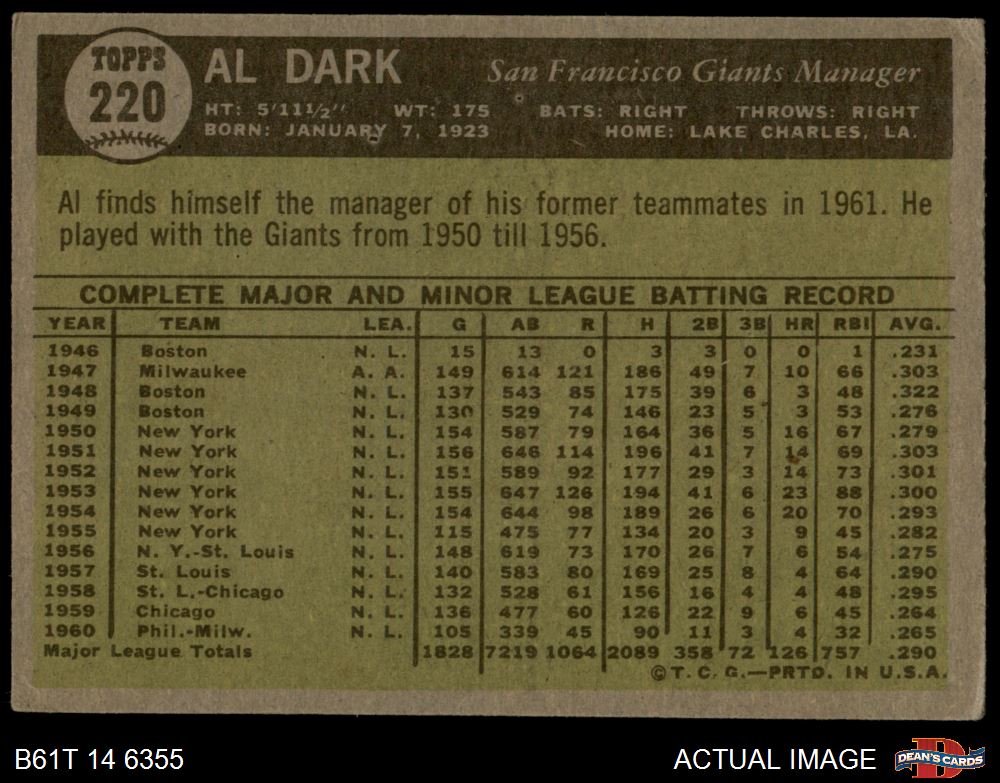 TOPPS
220
AL DARK San Francisco Giants Manager
HT: 5'11½" WT: 175 BATS: RIGHT THROWS: RIGHT
BORN: JANUARY 7, 1923 HOME: LAKE CHARLES, LA.
Al finds himself the manager of his former teammates in 1961. He
played with the Giants from 1950 till 1956.
COMPLETE MAJOR AND MINOR LEAGUE BATTING RECORD
YEAR TEAM LEA. G AB R H 2B 3B HR RBI AVG.
1946 Boston N. L. 15 13 0 3 3 0 0 1 .231
1947 Milwaukee A. A. 149 614 121 186 49 7 10 66 .303
1948 Boston N. L. 137 543 85 175 39 6 3 48 .322
1949 Boston N. L. 130 529 74 146 23 5 3 53 .276
1950 New York N. L. 154 587 79 164 36 5 16 67 .279
1951 New York N. L. 156 646 114 196 41 7 14 69 .303
1952 New York N. L. 151 589 92 177 29 3 14 73 .301
1953 New York N. L. 155 647 126 194 41 6 23 88 .300
1954 New York N. L. 154 644 98 189 26 6 20 70 .293
1955 New York N. L. 115 475 77 134 20 3 9 45 .282
1956 N. Y.-St. Louis N. L. 148 619 73 170 26 7 6 54 .275
1957 St. Louis N. L. 140 583 80 169 25 8 4 64 .290
1958 St. L.-Chicago N. L. 132 528 61 156 16 4 4 48 .295
1959 Chicago N. L. 136 477 60 126 22 9 6 45 .264
1960 Phil.-Milw. N. L. 105 339 45 90 11 3 4 32 .265
Major League Totals 1828 7219 1064 2089 358 72 126 757 .290
©T. C. G.—PRTD. IN U.S.A.
B61T 14 6355 ACTUAL IMAGE
D
DEAN'S CARDS